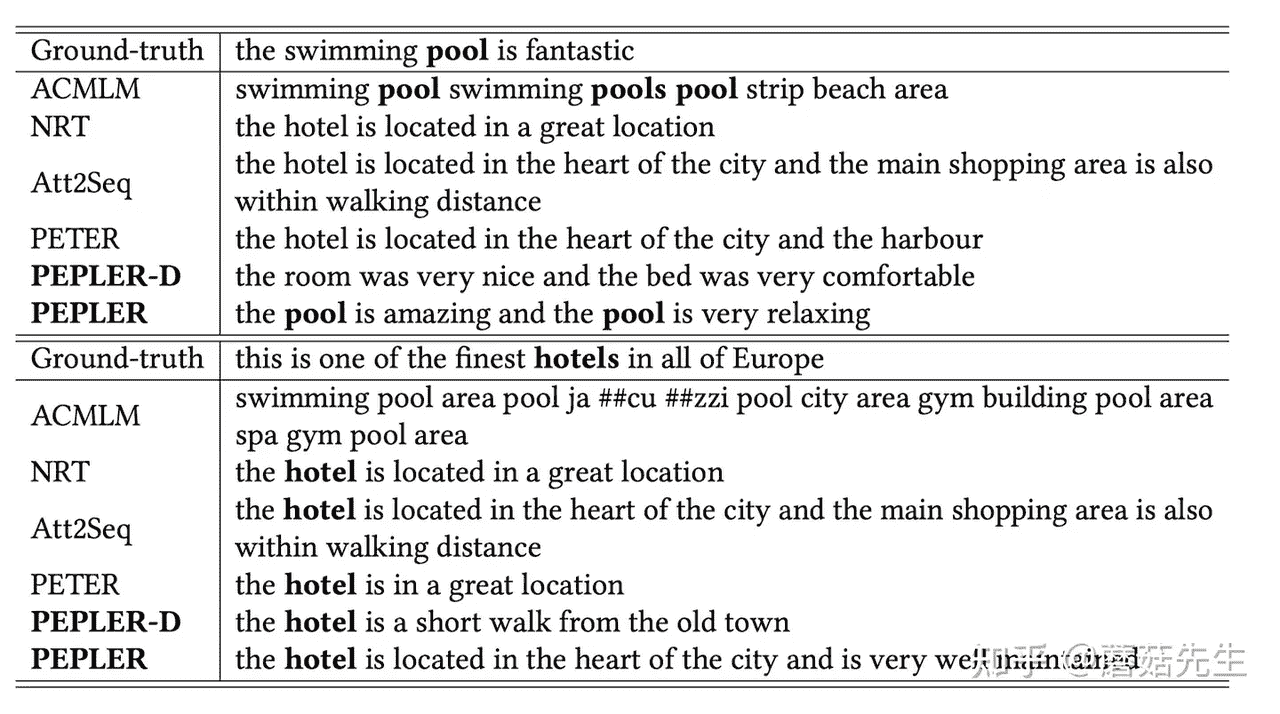 Ground-truth the swimming pool is fantastic
ACMLM swimming pool swimming pools pool strip beach area
NRT the hotel is located in a great location
Att2Seq the hotel is located in the heart of the city and the main shopping area is also
within walking distance
PETER the hotel is located in the heart of the city and the harbour
PEPLER-D the room was very nice and the bed was very comfortable
PEPLER the pool is amazing and the pool is very relaxing
Ground-truth this is one of the finest hotels in all of Europe
ACMLM swimming pool area pool ja ##cu ##zzi pool city area gym building pool area
spa gym pool area
NRT the hotel is located in a great location
Att2Seq the hotel is located in the heart of the city and the main shopping area is also
within walking distance
PETER the hotel is in a great location
PEPLER-D the hotel is a short walk from the old town
PEPLER the hotel is located in the heart of the city and is very well maintained
知乎 @蘑菇先生